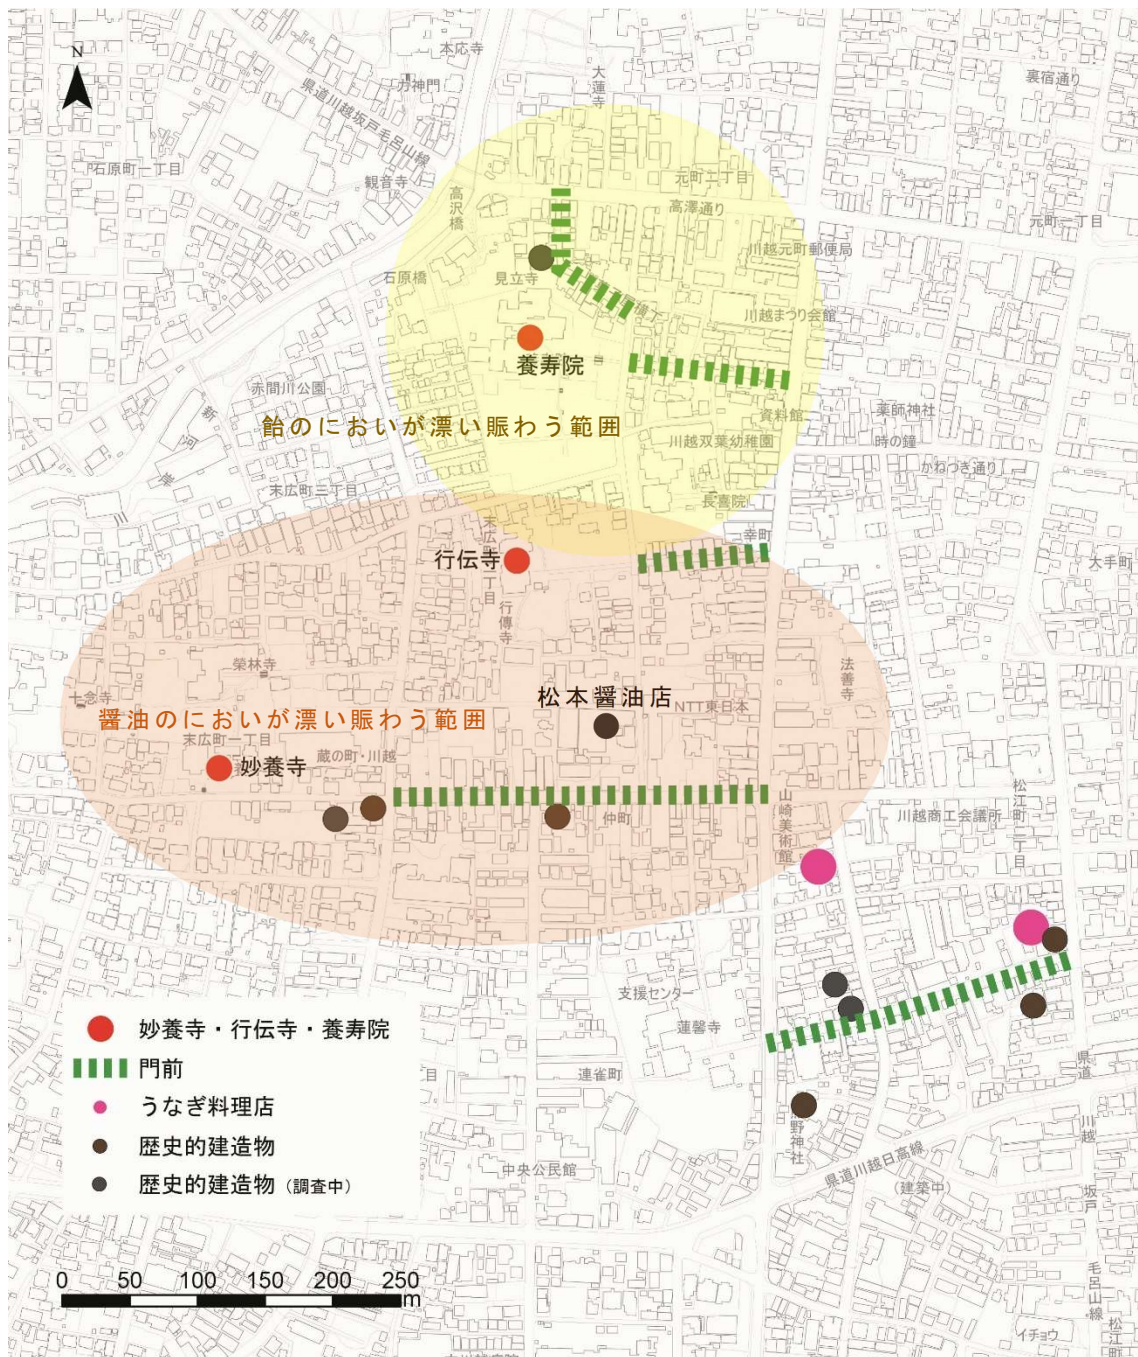 N
本応寺
力神門
県道川越坂戸毛呂山線
大蓮寺
裏宿通り
石原町一丁目
観音寺
高沢橋
元町二丁目
高澤通り
元町一丁目
川越元町郵便局
石原橋
見立寺
横丁
川越まつり会館
養寿院
赤間川公園
新河岸川
飴のにおいが漂い賑わう範囲
資料館
薬師神社
川越双葉幼稚園
時の鐘
かねつき通り
末広町三丁目
長喜院
末広町二丁目
幸町
行伝寺
大手町
行傳寺
榮林寺
法善寺
十念寺
松本醤油店
NTT東日本
醤油のにおいが漂い賑わう範囲
末広町一丁目
蔵の町・川越
妙養寺
山崎美術館
仲町
川越商工会議所
松江町二丁目
支援センター
蓮馨寺
妙養寺・行伝寺・養寿院
門前
連雀町
県道
うなぎ料理店
川越
熊野神社
歴史的建造物
県道川越日高線
(建築中)
中央公民館
歴史的建造物（調査中）
坂戸
毛呂山線
0 50 100 150 200 250
m
イチョウ
松江町